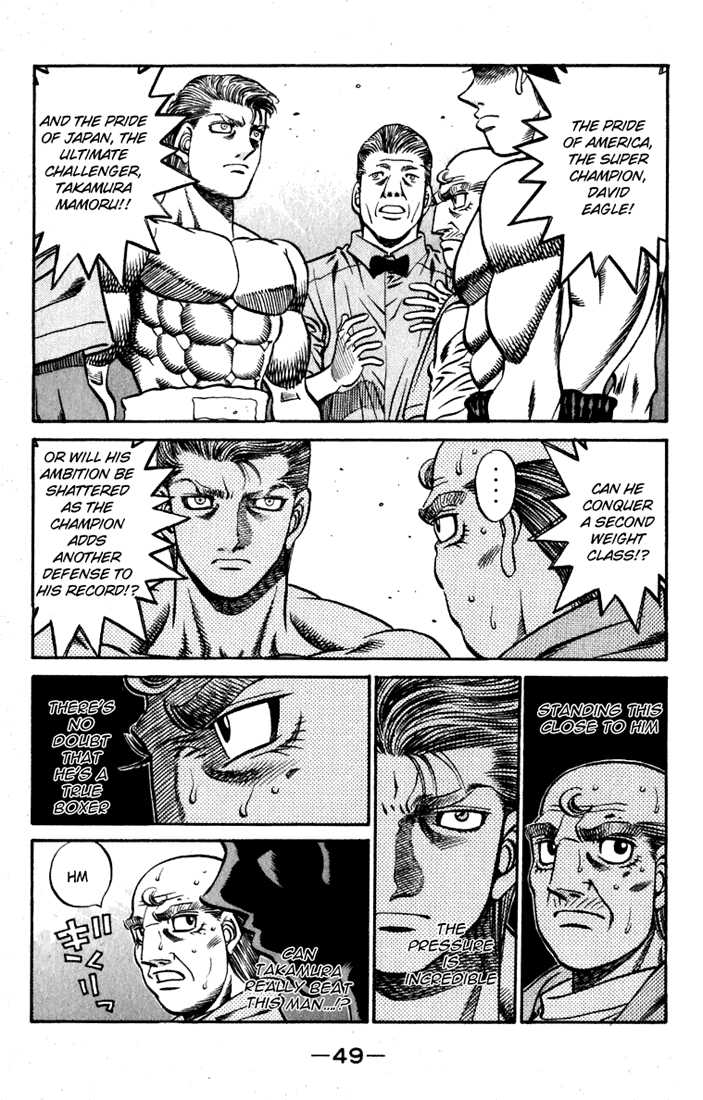 THE PRIDE
OF AMERICA,
THE SUPER
CHAMPION,
DAVID
EAGLE!
AND THE PRIDE
OF JAPAN, THE
ULTIMATE
CHALLENGER,
TAKAMURA
MAMORU!!
CAN HE
CONQUER
A SECOND
WEIGHT
CLASS!?
....
OR WILL HIS
AMBITION BE
SHATTERED
AS THE
CHAMPION
ADDS
ANOTHER
DEFENSE TO
HIS RECORD!?
STANDING THIS
CLOSE TO HIM
THE
PRESSURE
IS
INCREDIBLE
THERE'S
NO
DOUBT
THAT
HE'S A
TRUE
BOXER
CAN
TAKAMURA
REALLY BEAT
THIS MAN...!?
HM
ギクッ
—49—